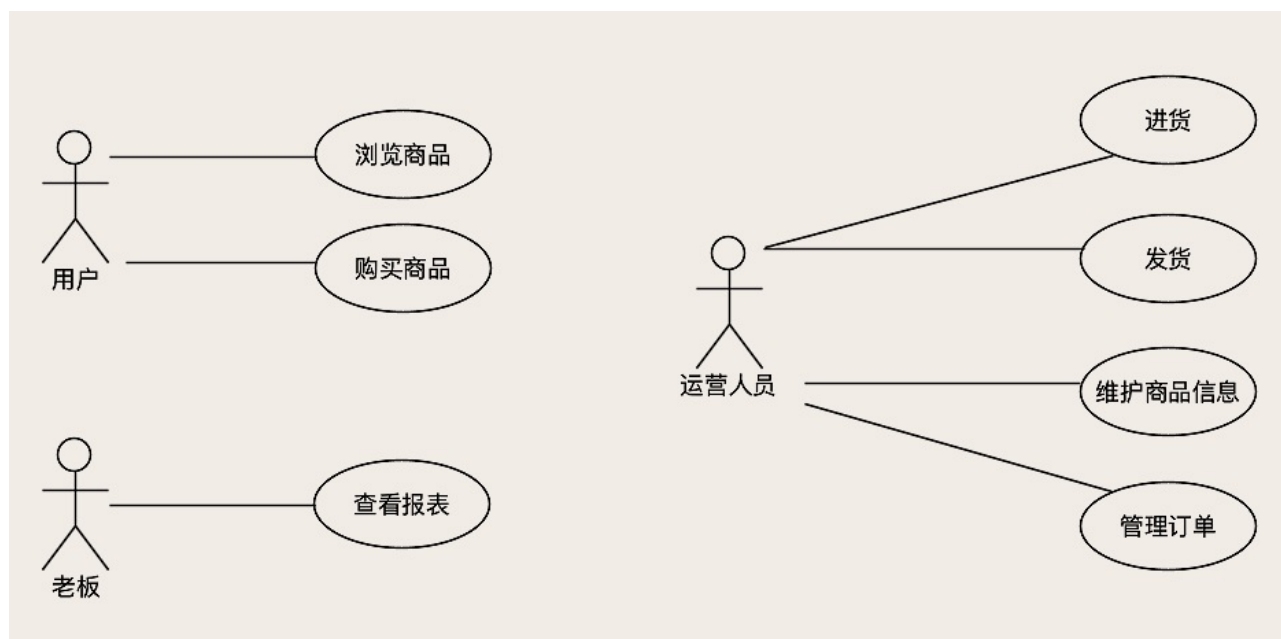 浏览商品
购买商品
用户
查看报表
老板
进货
发货
运营人员
维护商品信息
管理订单